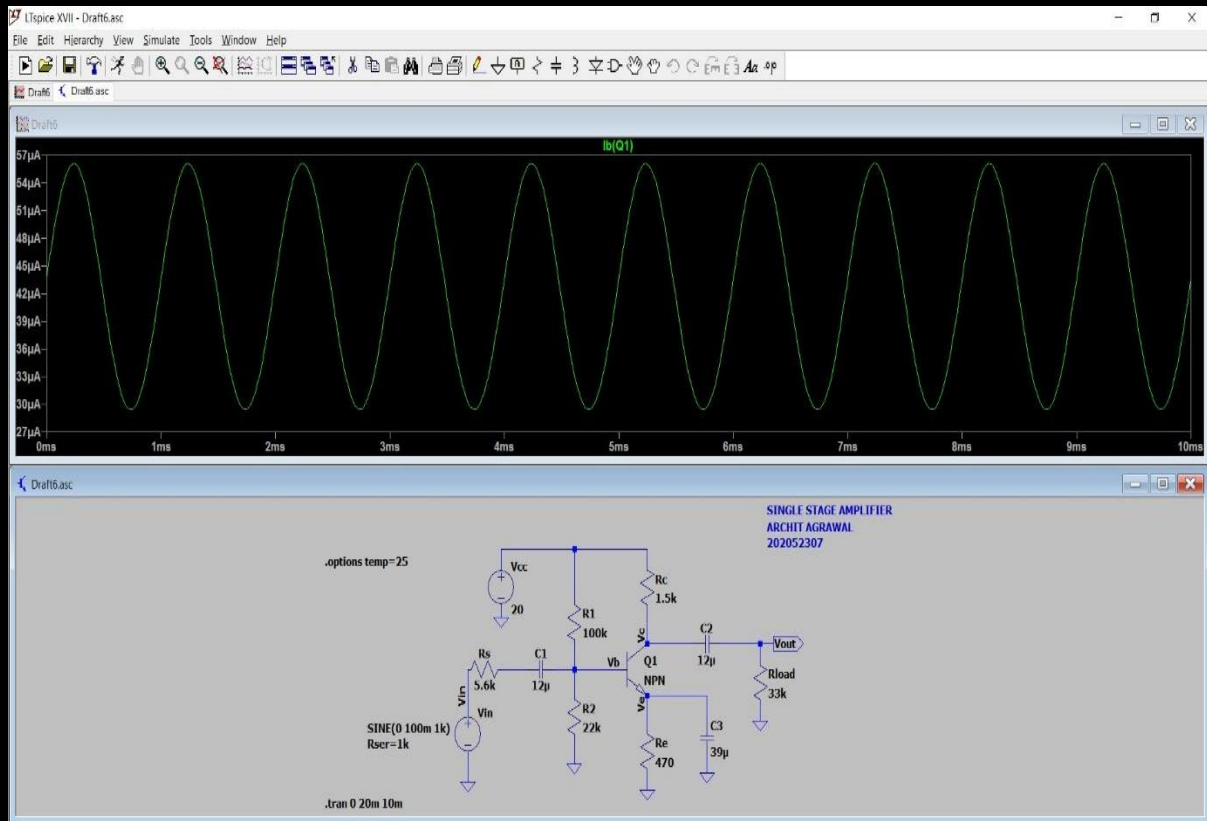 LTspice XVII - Draft6.asc
File Edit Hierarchy View Simulate Tools Window Help
Draft6 Draft6.asc
Draft6
Ib(Q1)
57µA
54µA
51µA
48µA
45µA
42µA
39µA
36µA
33µA
30µA
27µA
0ms 1ms 2ms 3ms 4ms 5ms 6ms 7ms 8ms 9ms 10ms
Draft6.asc
SINGLE STAGE AMPLIFIER
ARCHIT AGRAWAL
202052307
.options temp=25
Vcc
20
R1
100k
Rc
1.5k
Vc
C2
12µ
Vout
Rload
33k
Rs
5.6k
C1
12µ
Vb
Q1
NPN
Ve
Vin
Vin
SINE(0 100m 1k)
Rser=1k
R2
22k
Re
470
C3
39µ
.tran 0 20m 10m